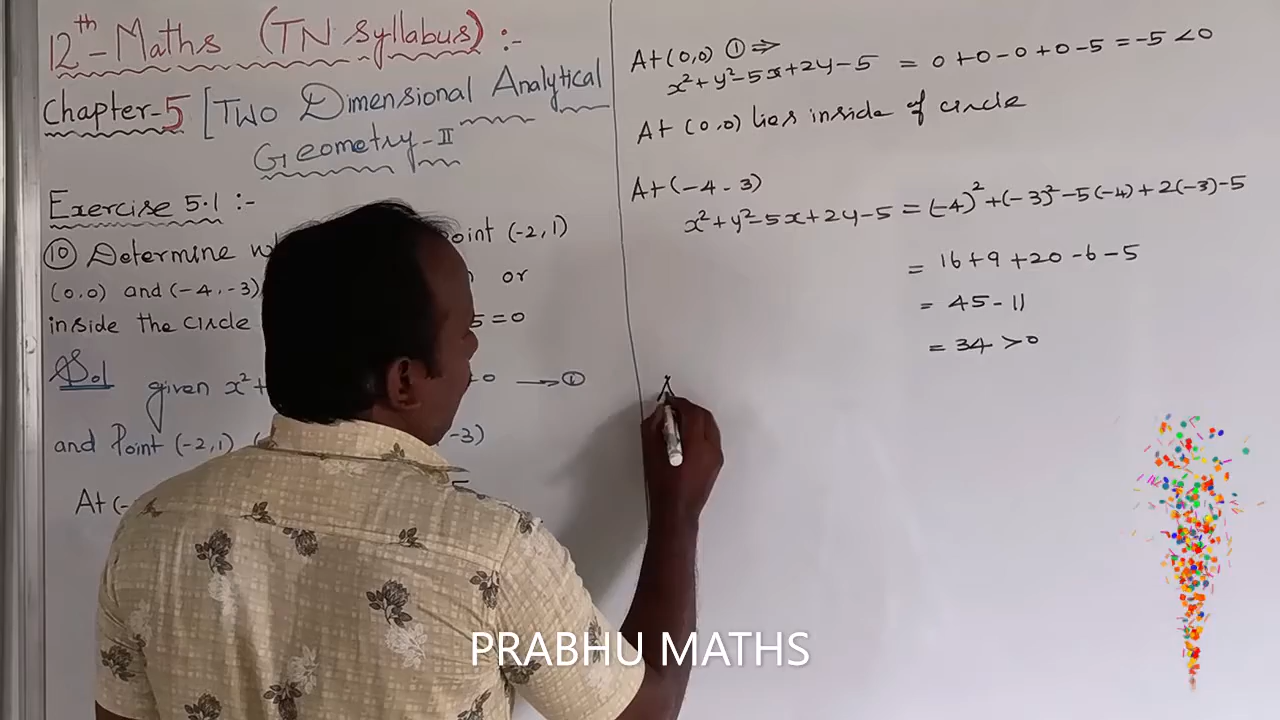 12th - Maths (TN Syllabus) :-
Chapter-5 [Two Dimensional Analytical
Geometry-II
Exercise 5.1 :-
⑩ Determine point (-2,1)
(0,0) and (-4,-3) or
inside the circle 5=0
Sol given x²+ =0 → ①
and Point (-2,1) -3)
At (-
At (0,0) ① ⇒
x²+y²-5x+2y-5 = 0+0-0+0-5 = -5 < 0
At (0,0) lies inside of circle
At (-4 -3)
x²+y²-5x+2y-5 = (-4)²+(-3)²-5(-4)+2(-3)-5
= 16+9+20-6-5
= 45-11
= 34 > 0
PRABHU MATHS